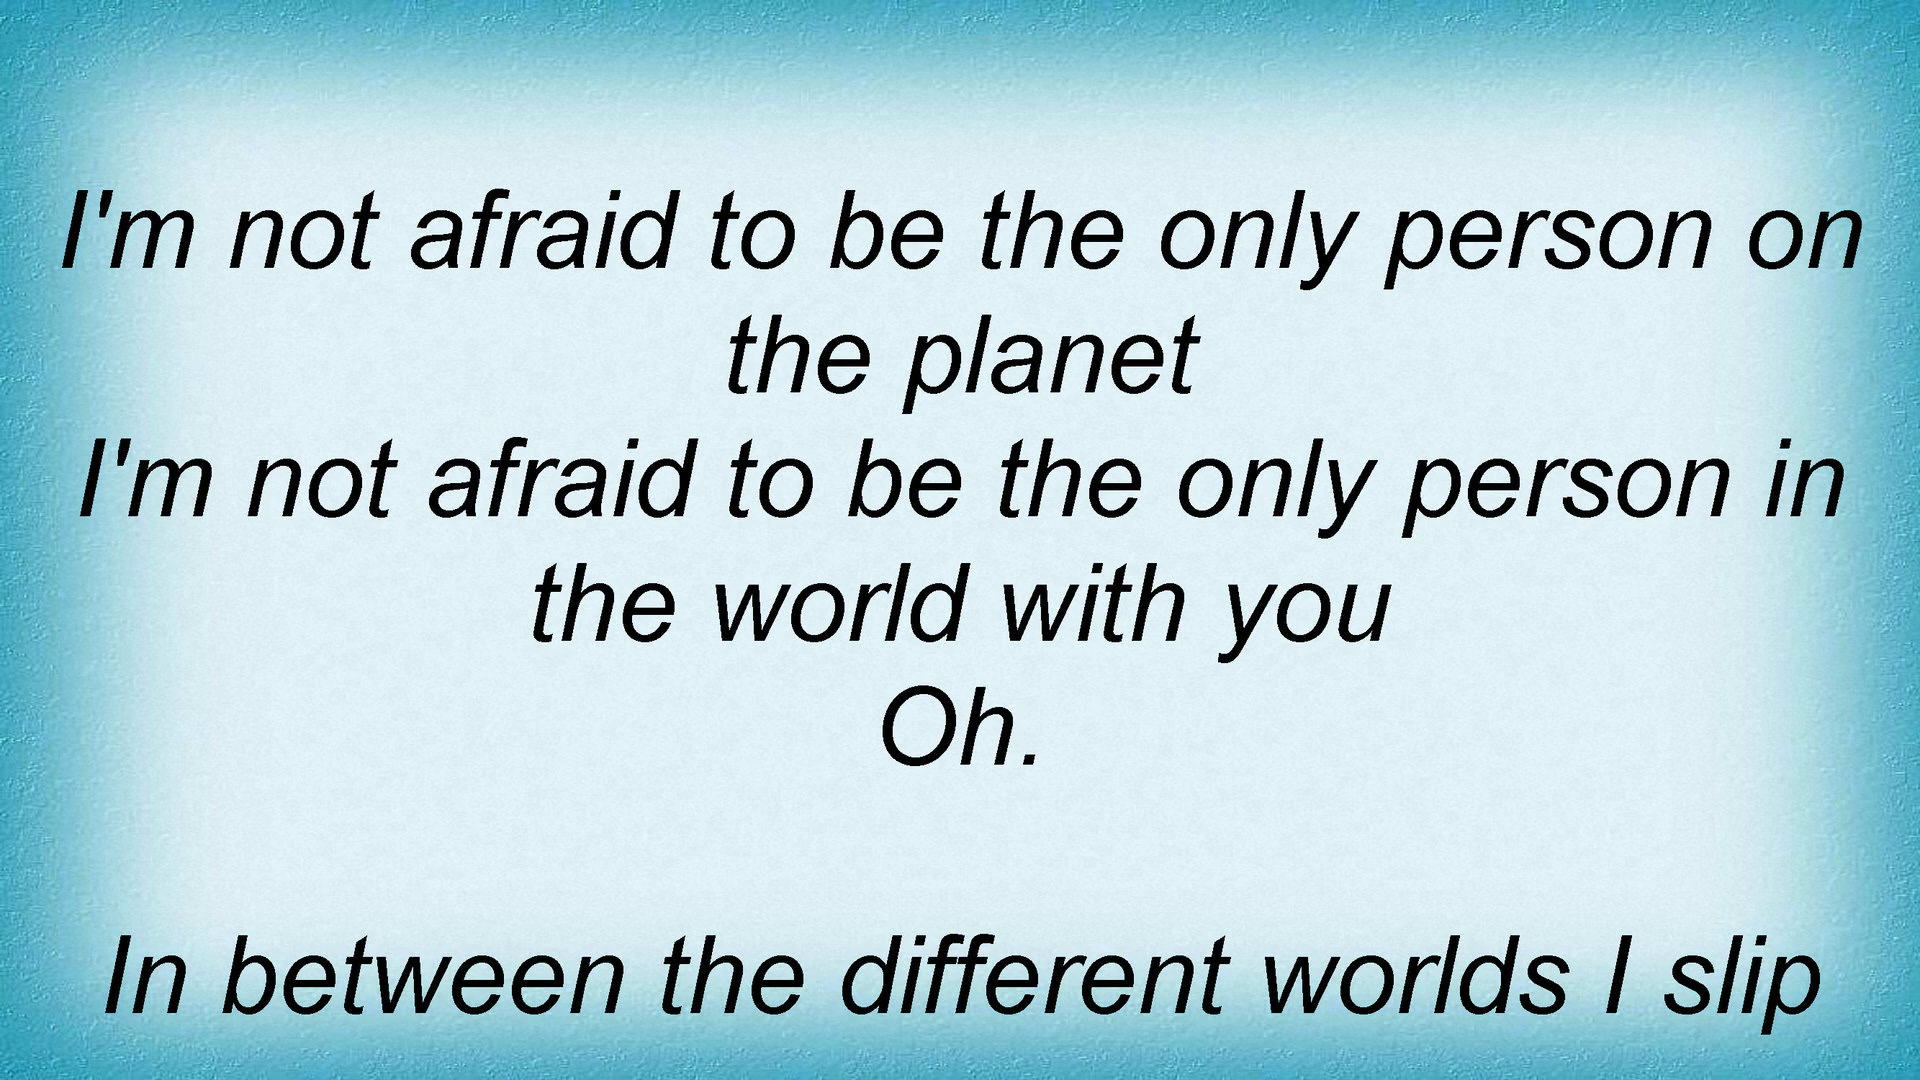 I'm not afraid to be the only person on
the planet
I'm not afraid to be the only person in
the world with you
Oh.
In between the different worlds I slip